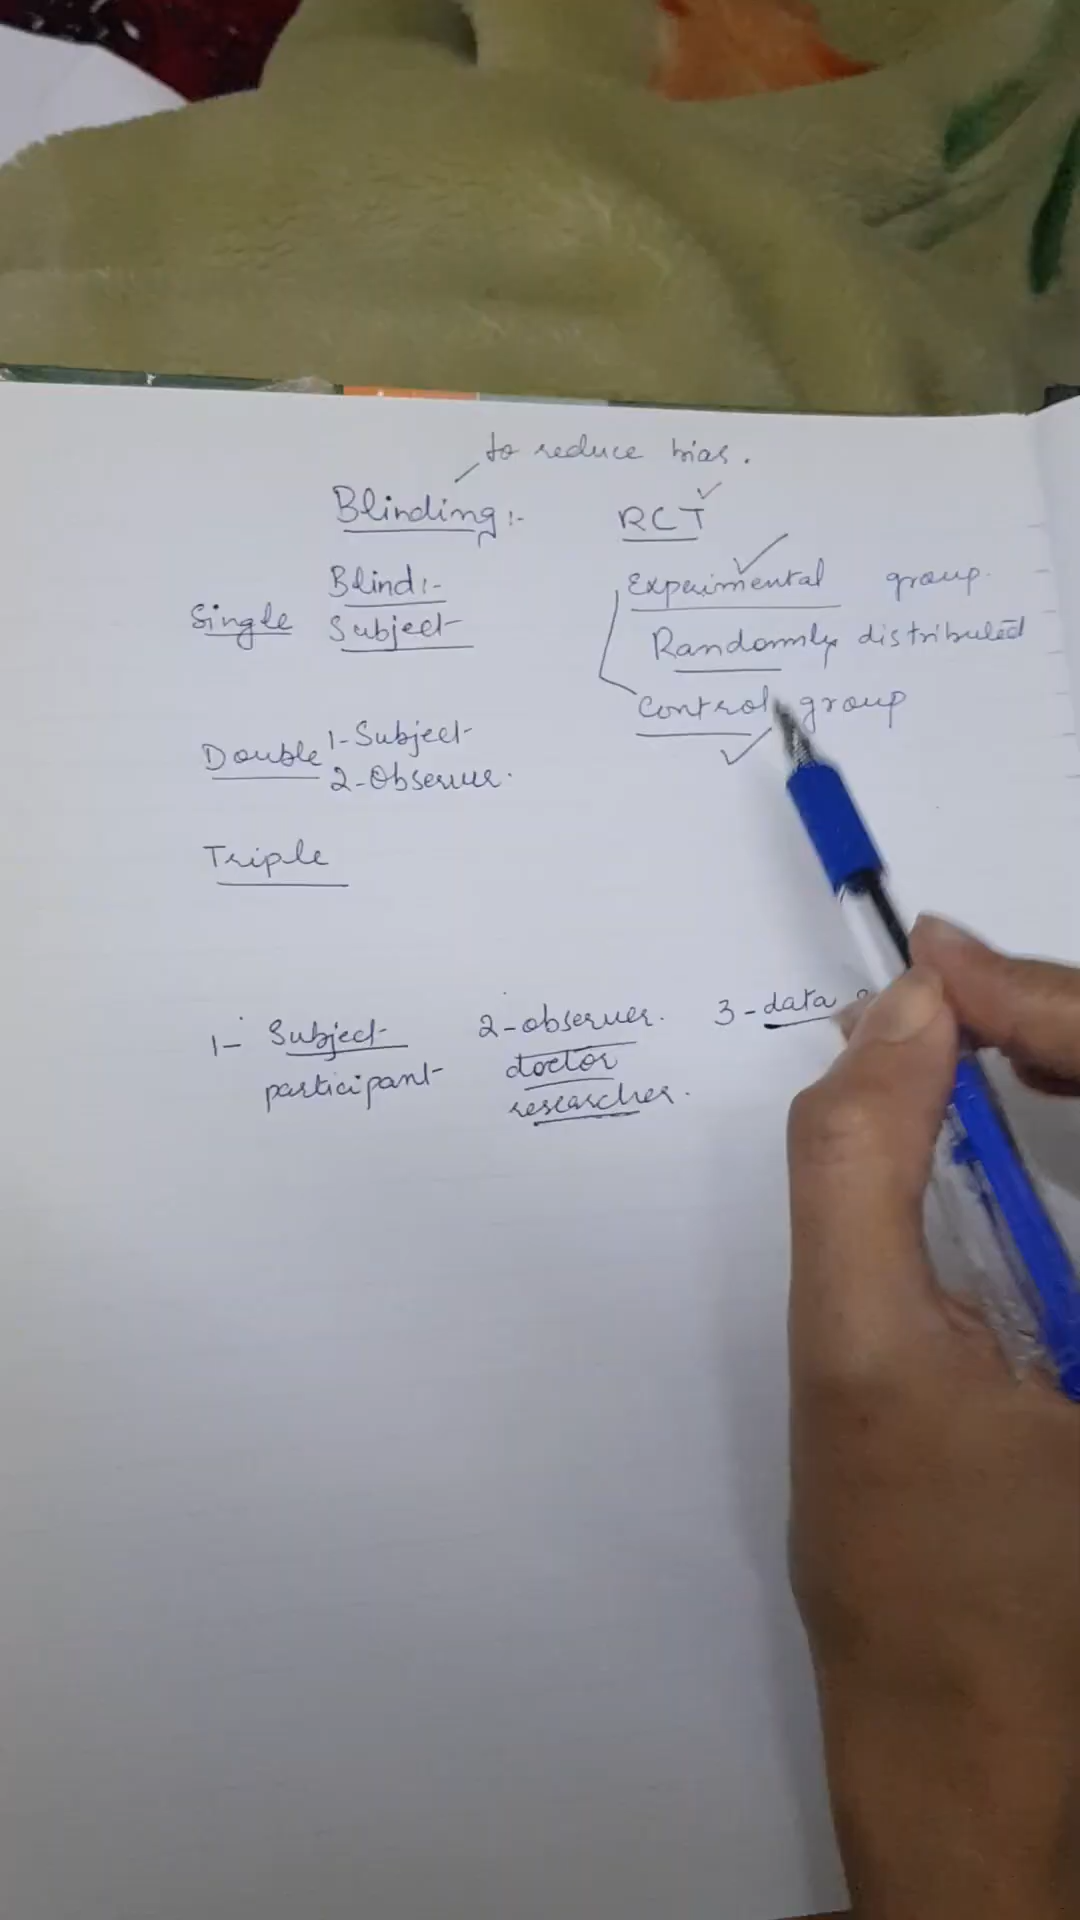 to reduce bias.
Blinding:- RCT
Blind:- Experimental group.
Single Subject Randomly distributed
Control group
Double 1-Subject
2-Observer.
Triple
1- Subject 2-observer. 3-data
participant doctor
researcher.